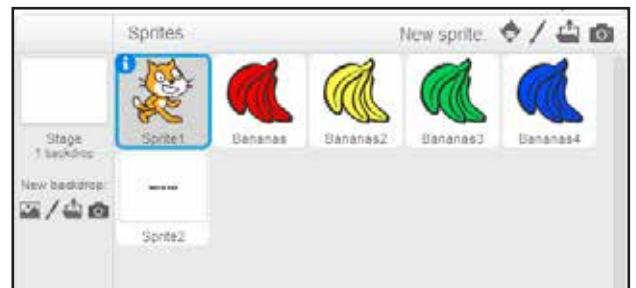 Sprites New sprite:
Sprite1 Bananas Bananas2 Bananas3 Bananas4
Stage
1 backdrop
New backdrop:
Sprite2